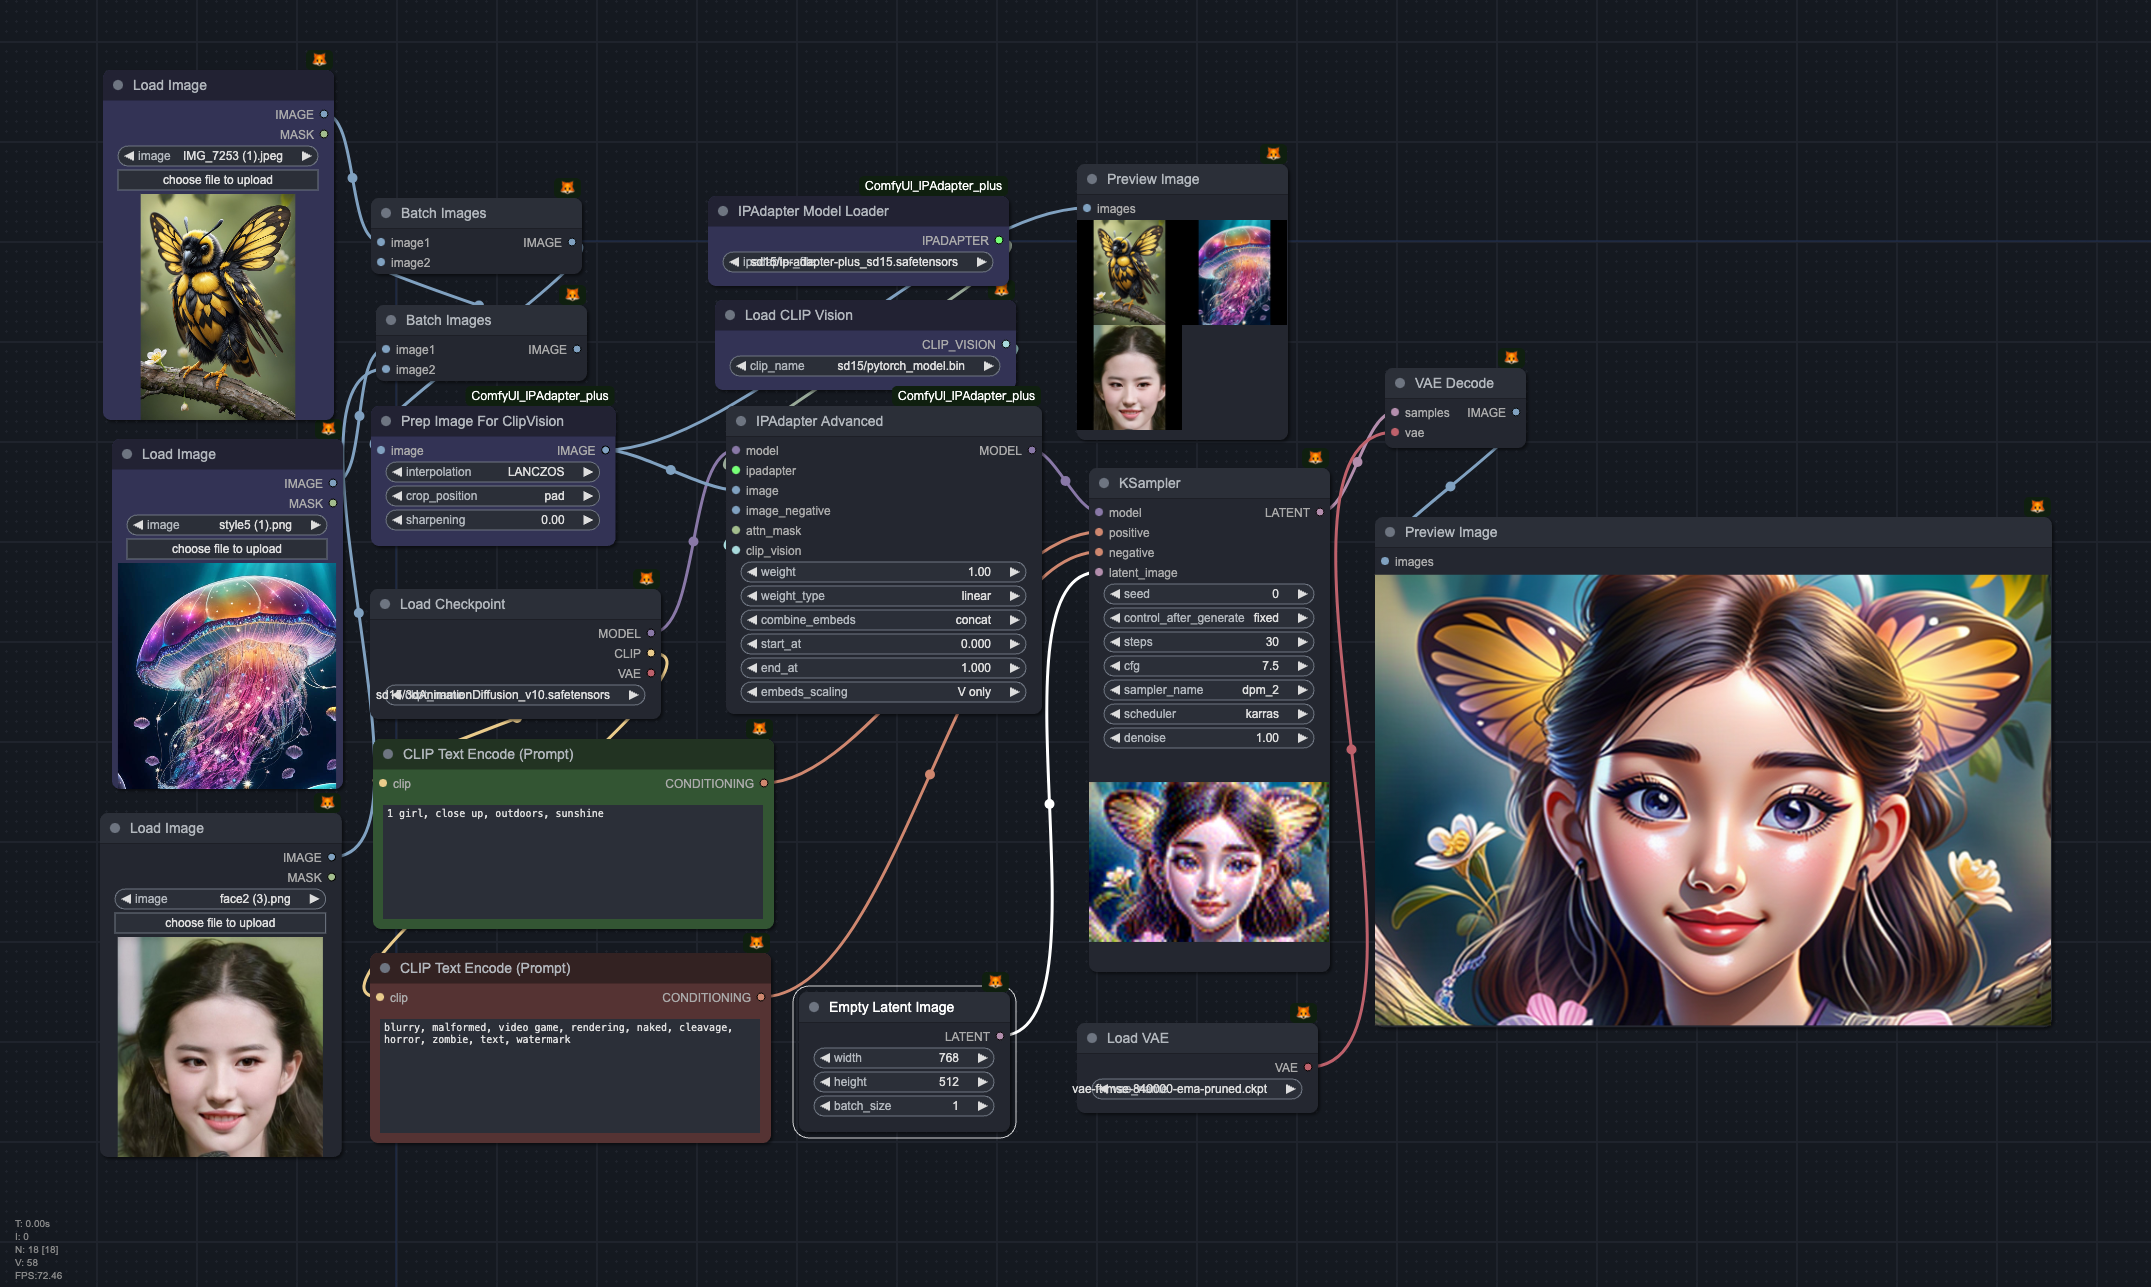 Load Image
IMAGE
MASK
image IMG_7253 (1).jpeg
choose file to upload
Batch Images
image1 IMAGE
image2
Batch Images
image1 IMAGE
image2
ComfyUI_IPAdapter_plus
IPAdapter Model Loader
IPADAPTER
sd15/ip-adapter-plus_sd15.safetensors
Load CLIP Vision
CLIP_VISION
clip_name sd15/pytorch_model.bin
Preview Image
images
Load Image
IMAGE
MASK
image style5 (1).png
choose file to upload
ComfyUI_IPAdapter_plus
Prep Image For ClipVision
image IMAGE
interpolation LANCZOS
crop_position pad
sharpening 0.00
ComfyUI_IPAdapter_plus
IPAdapter Advanced
model MODEL
ipadapter
image
image_negative
attn_mask
clip_vision
weight 1.00
weight_type linear
combine_embeds concat
start_at 0.000
end_at 1.000
embeds_scaling V only
Load Checkpoint
MODEL
CLIP
VAE
KSampler
model LATENT
positive
negative
latent_image
seed 0
control_after_generate fixed
steps 30
cfg 7.5
sampler_name dpm_2
scheduler karras
denoise 1.00
VAE Decode
samples IMAGE
vae
Preview Image
images
CLIP Text Encode (Prompt)
clip CONDITIONING
1 girl, close up, outdoors, sunshine
Load Image
IMAGE
MASK
image face2 (3).png
choose file to upload
CLIP Text Encode (Prompt)
clip CONDITIONING
blurry, malformed, video game, rendering, naked, cleavage,
horror, zombie, text, watermark
Empty Latent Image
LATENT
width 768
height 512
batch_size 1
Load VAE
VAE
T: 0.00s
I: 0
N: 18 [18]
V: 58
FPS:72.46